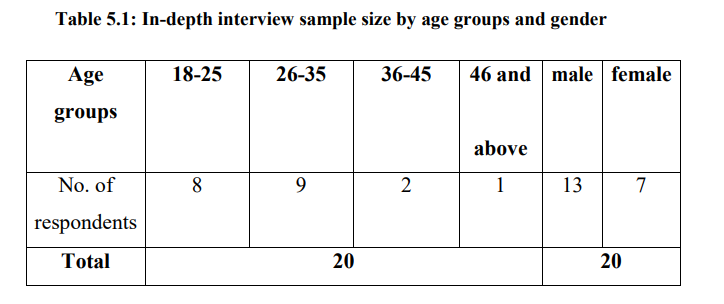 Table 5.1: In-depth interview sample size by age groups and gender
Age groups 18-25 26-35 36-45 46 and above male female
No. of respondents 8 9 2 1 13 7
Total 20 20